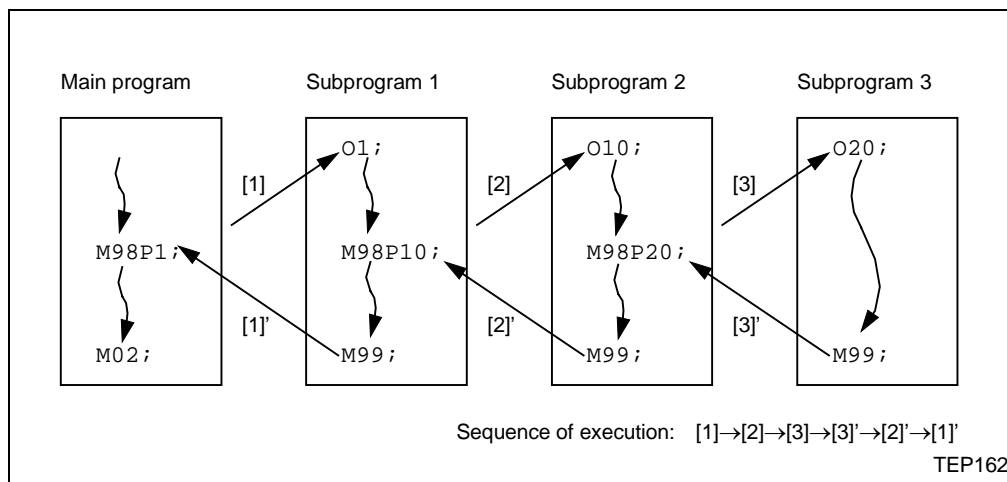 Main program Subprogram 1 Subprogram 2 Subprogram 3
O1; O10; O20;
[1] [2] [3]
M98P1; M98P10; M98P20;
[1]’ [2]’ [3]’
M02; M99; M99; M99;
Sequence of execution: [1]→[2]→[3]→[3]’→[2]’→[1]’
TEP162